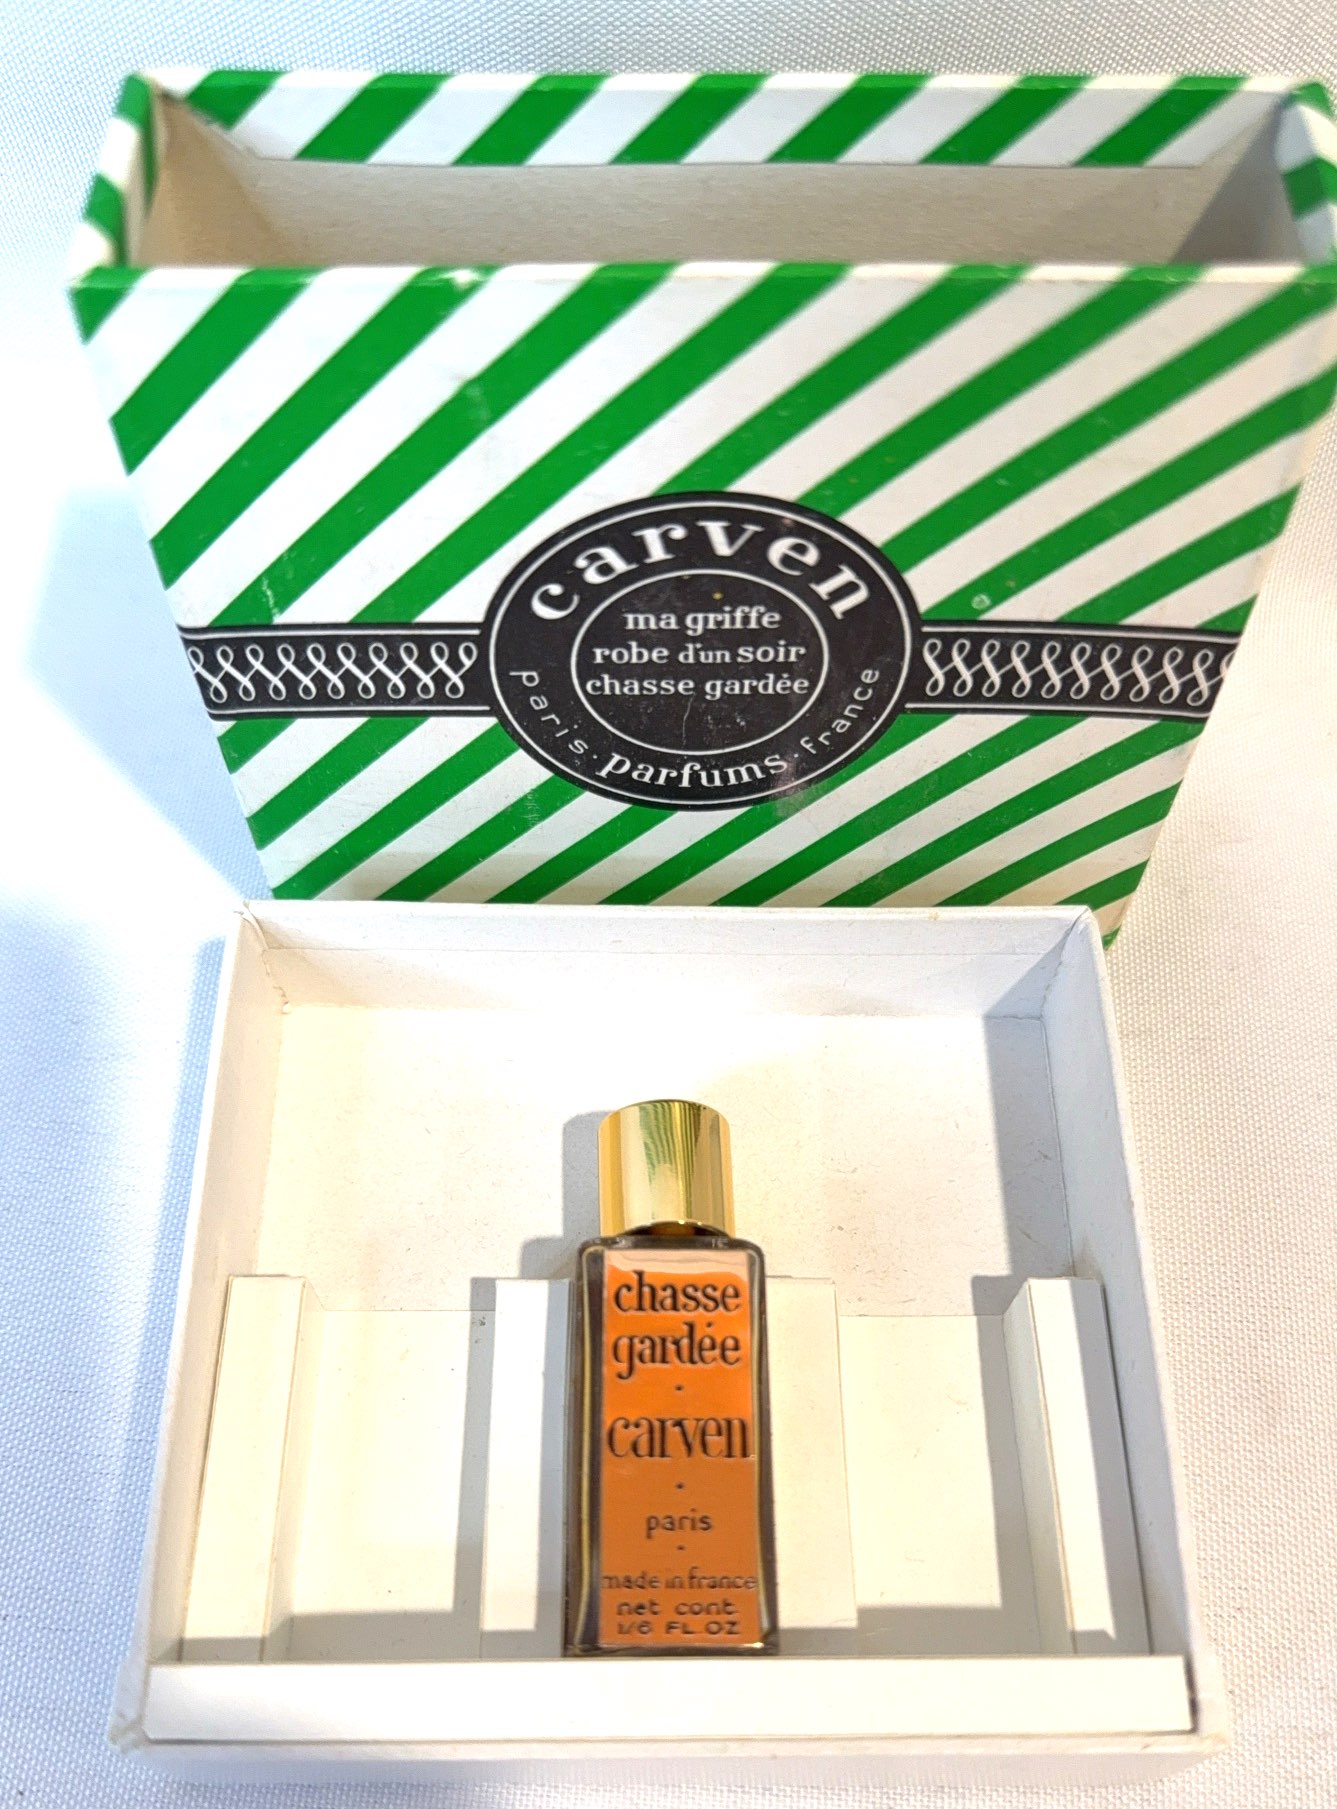 carven
ma griffe
robe d'un soir
chasse gardée
paris · parfums · france
chasse
gardée
·
carven
·
paris
·
made in france
net cont
1/6 FL OZ